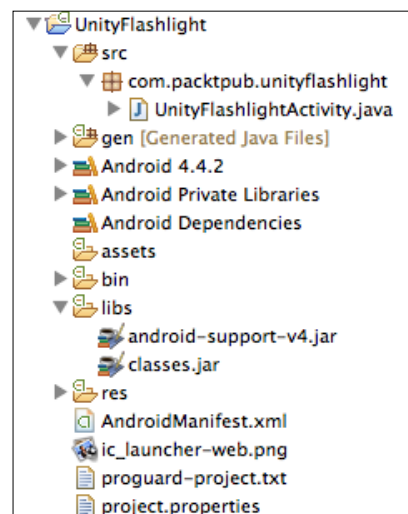 UnityFlashlight
src
com.packtpub.unityflashlight
UnityFlashlightActivity.java
gen [Generated Java Files]
Android 4.4.2
Android Private Libraries
Android Dependencies
assets
bin
libs
android-support-v4.jar
classes.jar
res
AndroidManifest.xml
ic_launcher-web.png
proguard-project.txt
project.properties